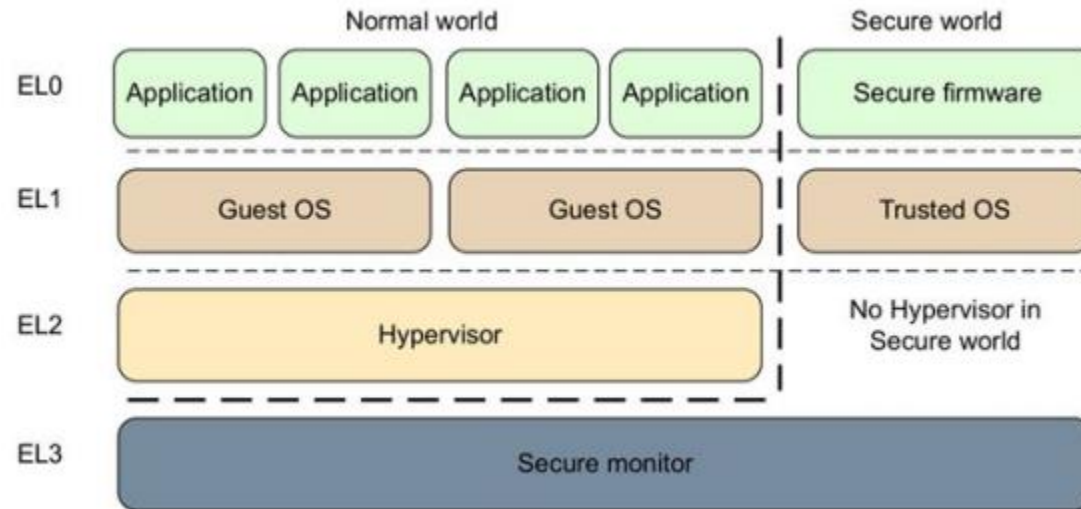 Normal world Secure world
EL0 Application Application Application Application Secure firmware
EL1 Guest OS Guest OS Trusted OS
EL2 Hypervisor No Hypervisor in
Secure world
EL3 Secure monitor